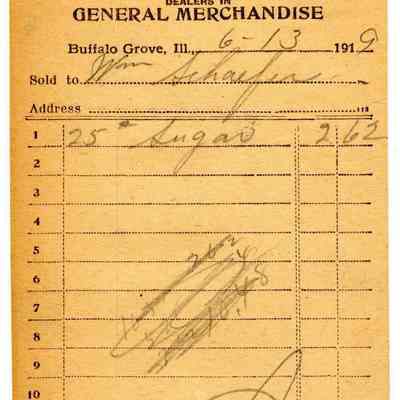 DEALERS IN
GENERAL MERCHANDISE
Buffalo Grove, Ill., 6-13 1919
Sold to Wm Schaefer
Address 113
1 25# Sugar 2 62
2
3
4
5
6
7
8
9
10